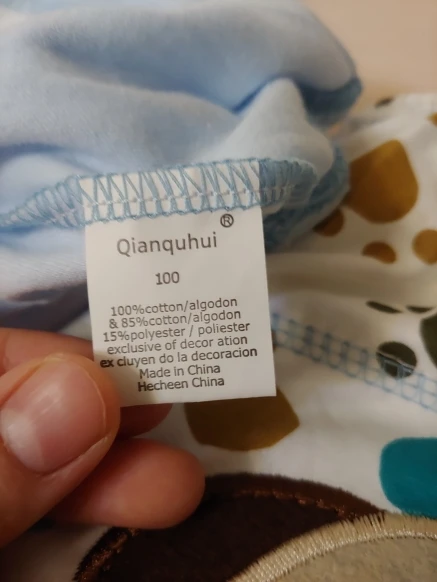 Qianquhui®
100
100%cotton/algodon
& 85%cotton/algodon
15%polyester / poliester
exclusive of decor ation
ex cluyen do la decoracion
Made in China
Hecheen China